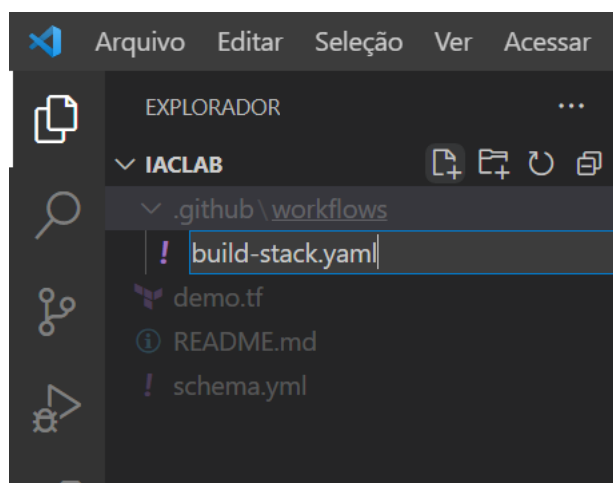 Arquivo Editar Seleção Ver Acessar
EXPLORADOR
IACLAB
.github\workflows
build-stack.yaml
demo.tf
README.md
schema.yml